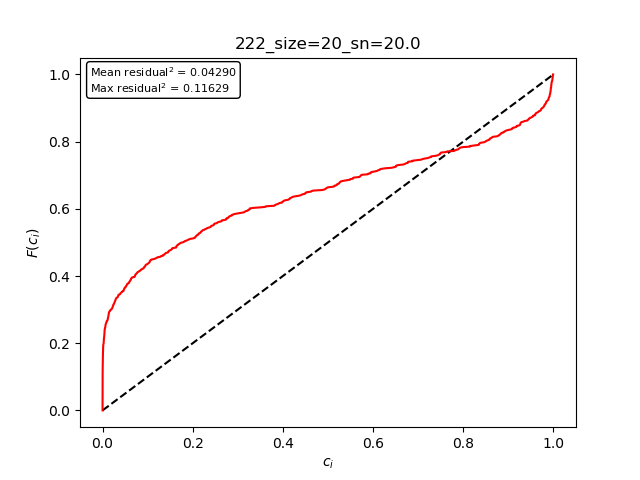 222_size=20_sn=20.0
Mean residual² = 0.04290
Max residual² = 0.11629
1.0
0.8
0.6
0.4
0.2
0.0
F(cᵢ)
0.0 0.2 0.4 0.6 0.8 1.0
cᵢ